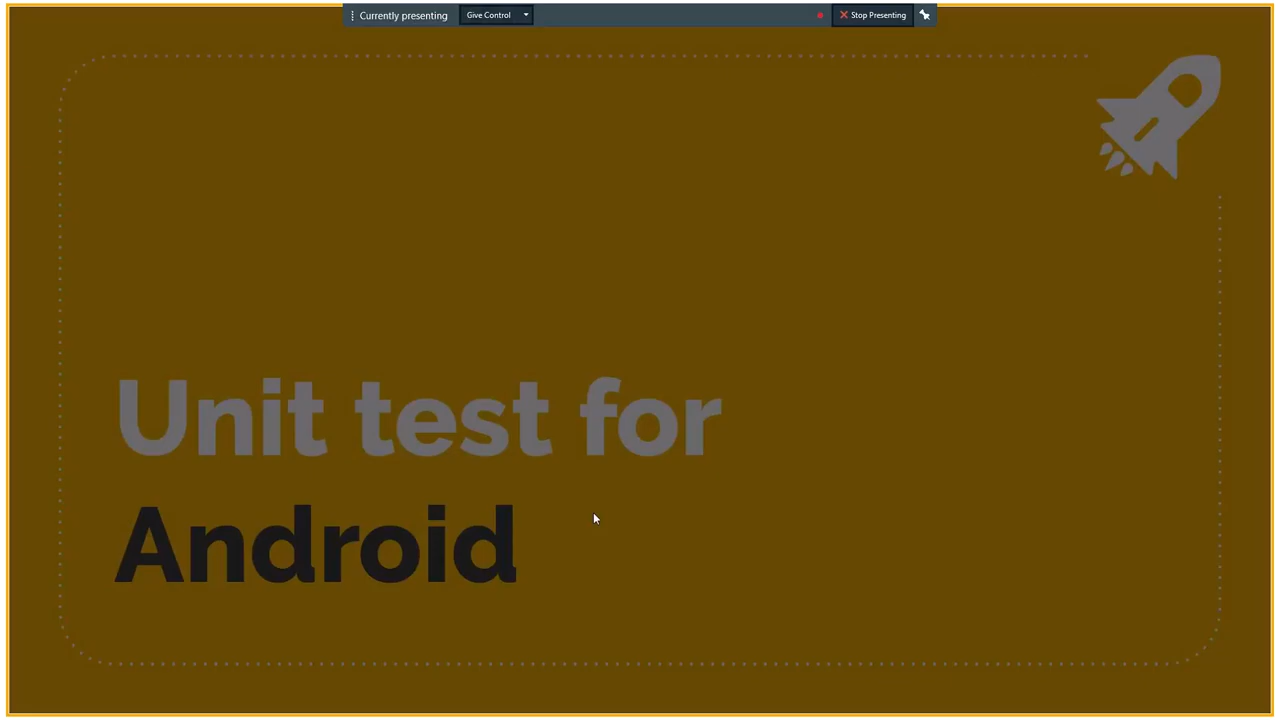 Currently presenting
Give Control
Stop Presenting
Unit test for
Android